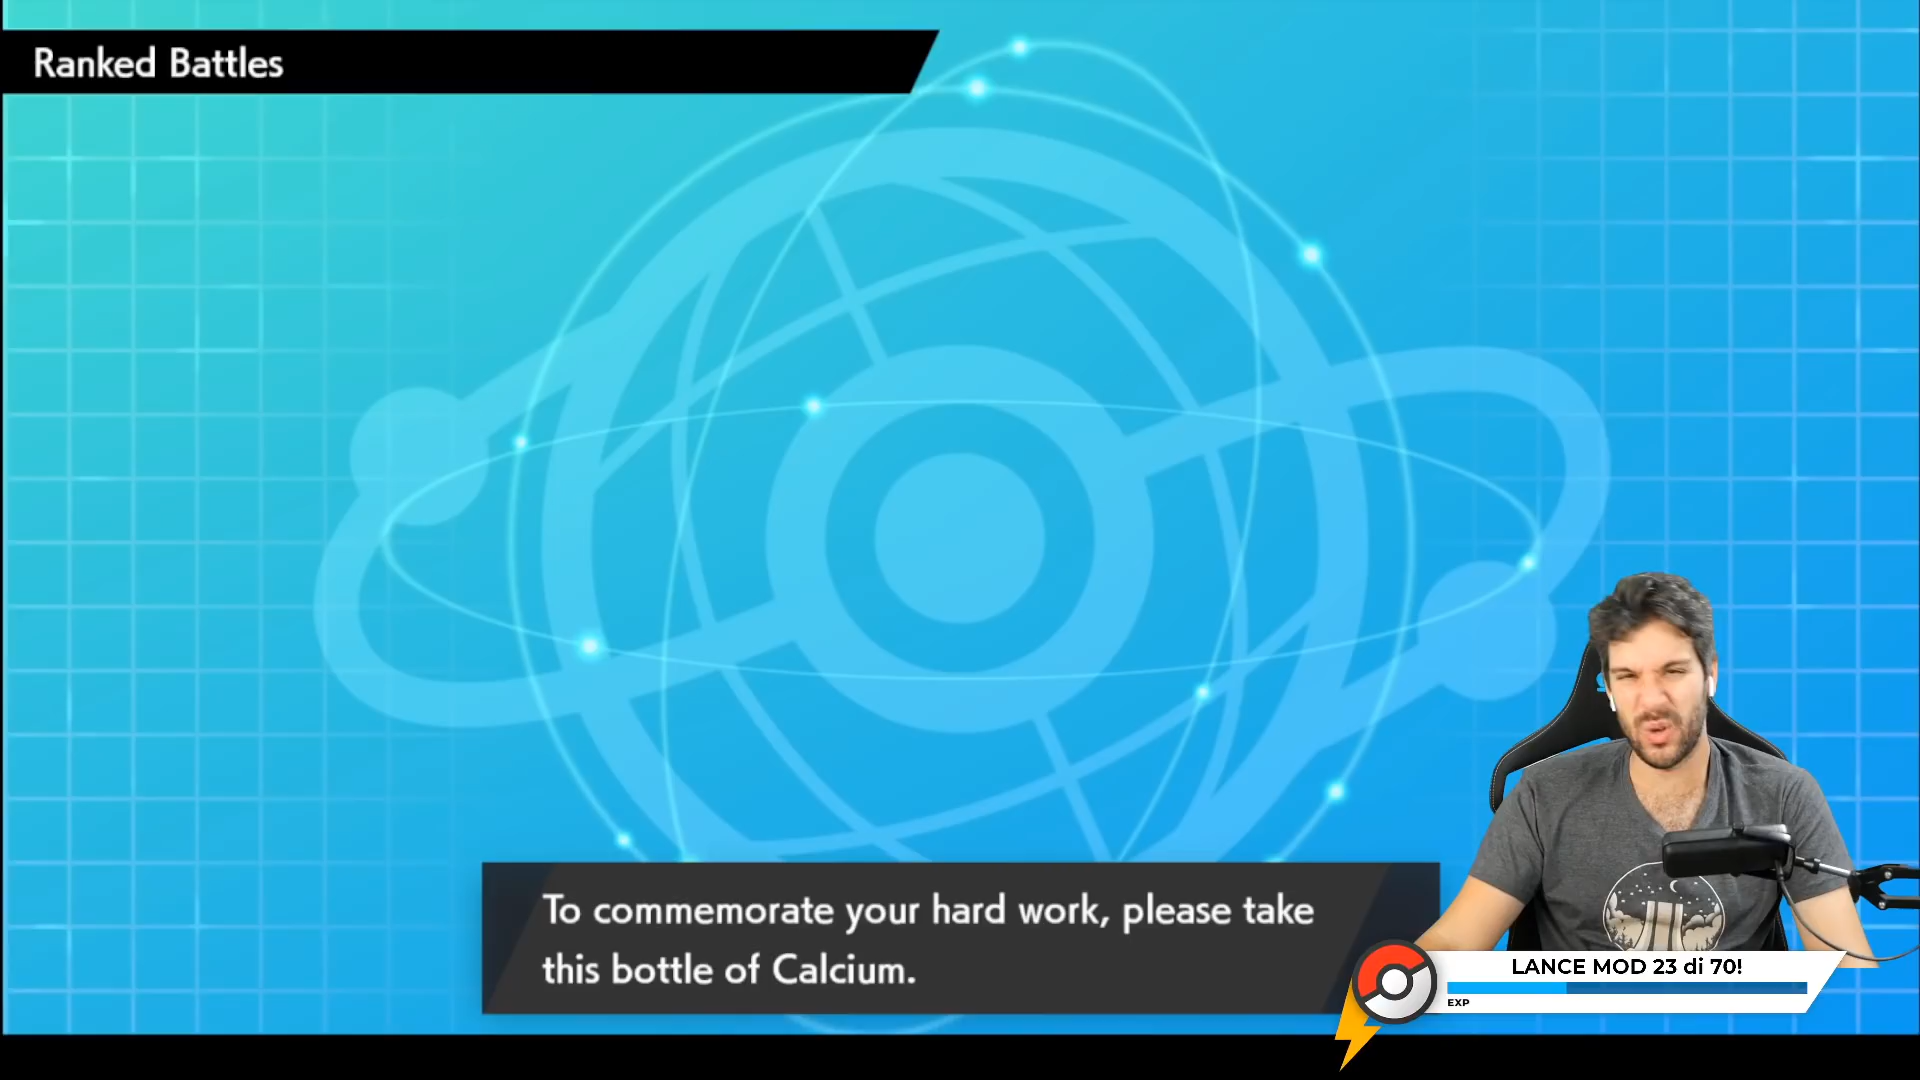 Ranked Battles
To commemorate your hard work, please take
this bottle of Calcium.
LANCE MOD 23 di 70!
EXP